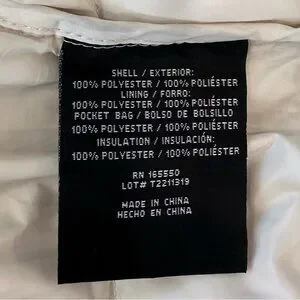 SHELL / EXTERIOR:
100% POLYESTER / 100% POLIÉSTER
LINING / FORRO:
100% POLYESTER / 100% POLIÉSTER
POCKET BAG / BOLSO DE BOLSILLO
100% POLYESTER / 100% POLIÉSTER
INSULATION / INSULACIÓN:
100% POLYESTER / 100% POLIÉSTER
RN 165550
LOT# T2211319
MADE IN CHINA
HECHO EN CHINA